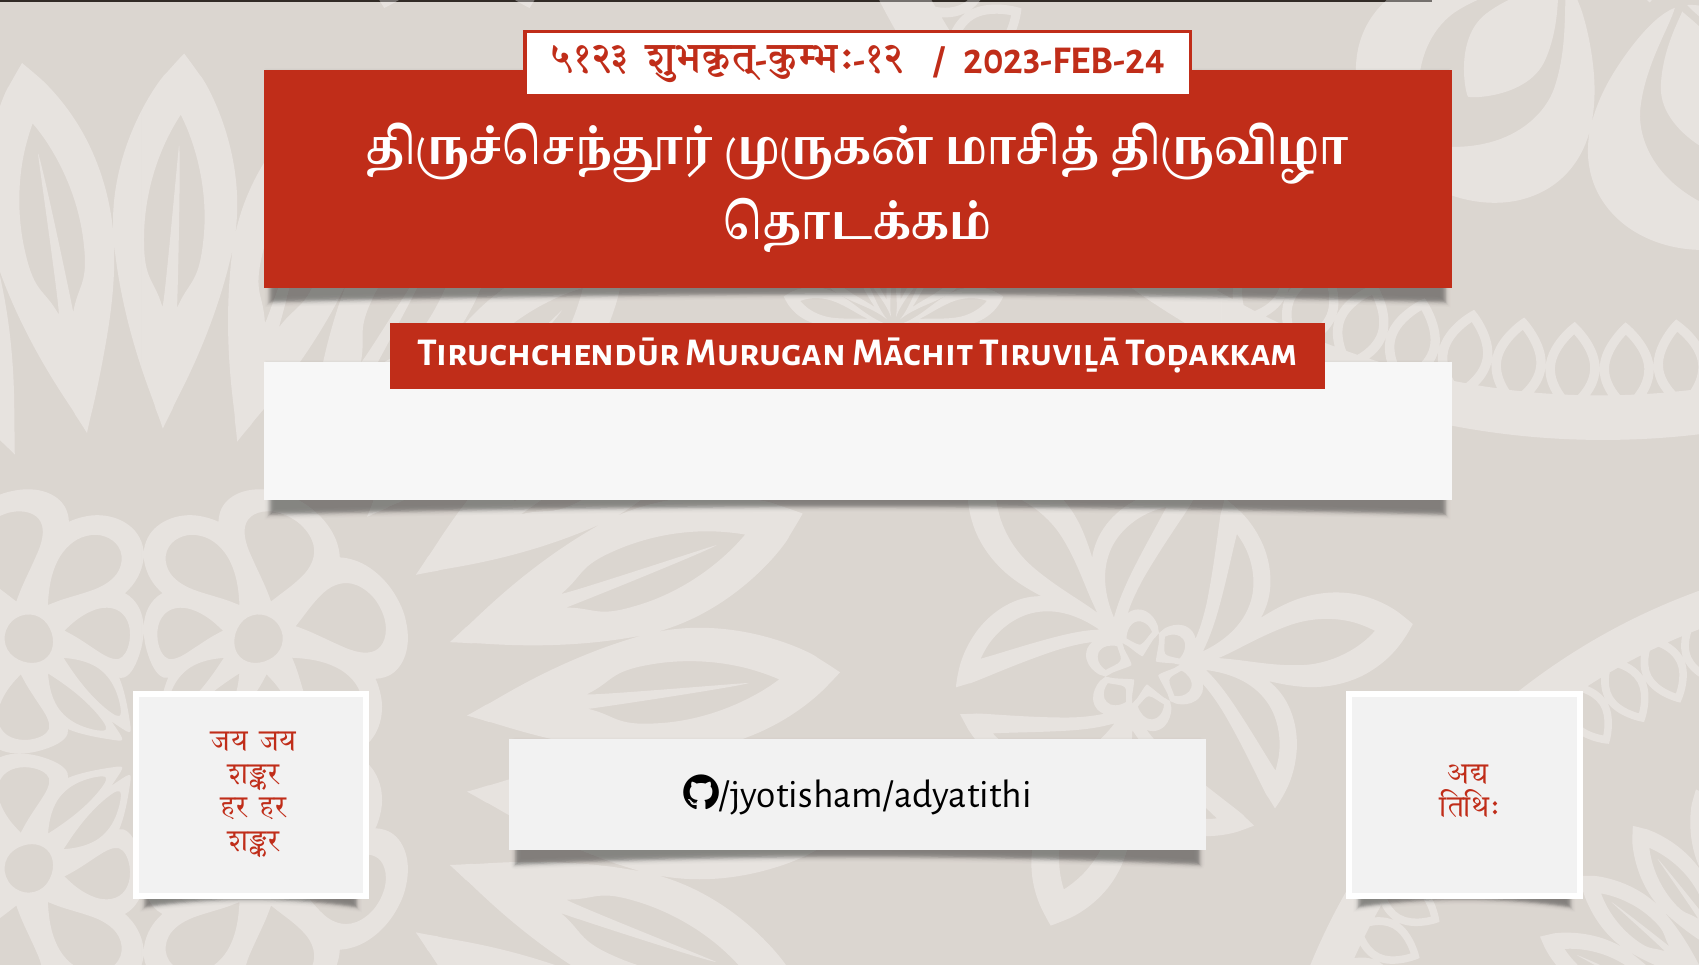 ५१२३ शुभकृत्-कुम्भः-१२ / 2023-FEB-24
திருச்செந்தூர் முருகன் மாசித் திருவிழா
தொடக்கம்
Tiruchchendūr Murugan Māchit Tiruviḻā Toḍakkam
जय जय
शङ्कर
हर हर
शङ्कर
/jyotisham/adyatithi
अद्य
तिथिः